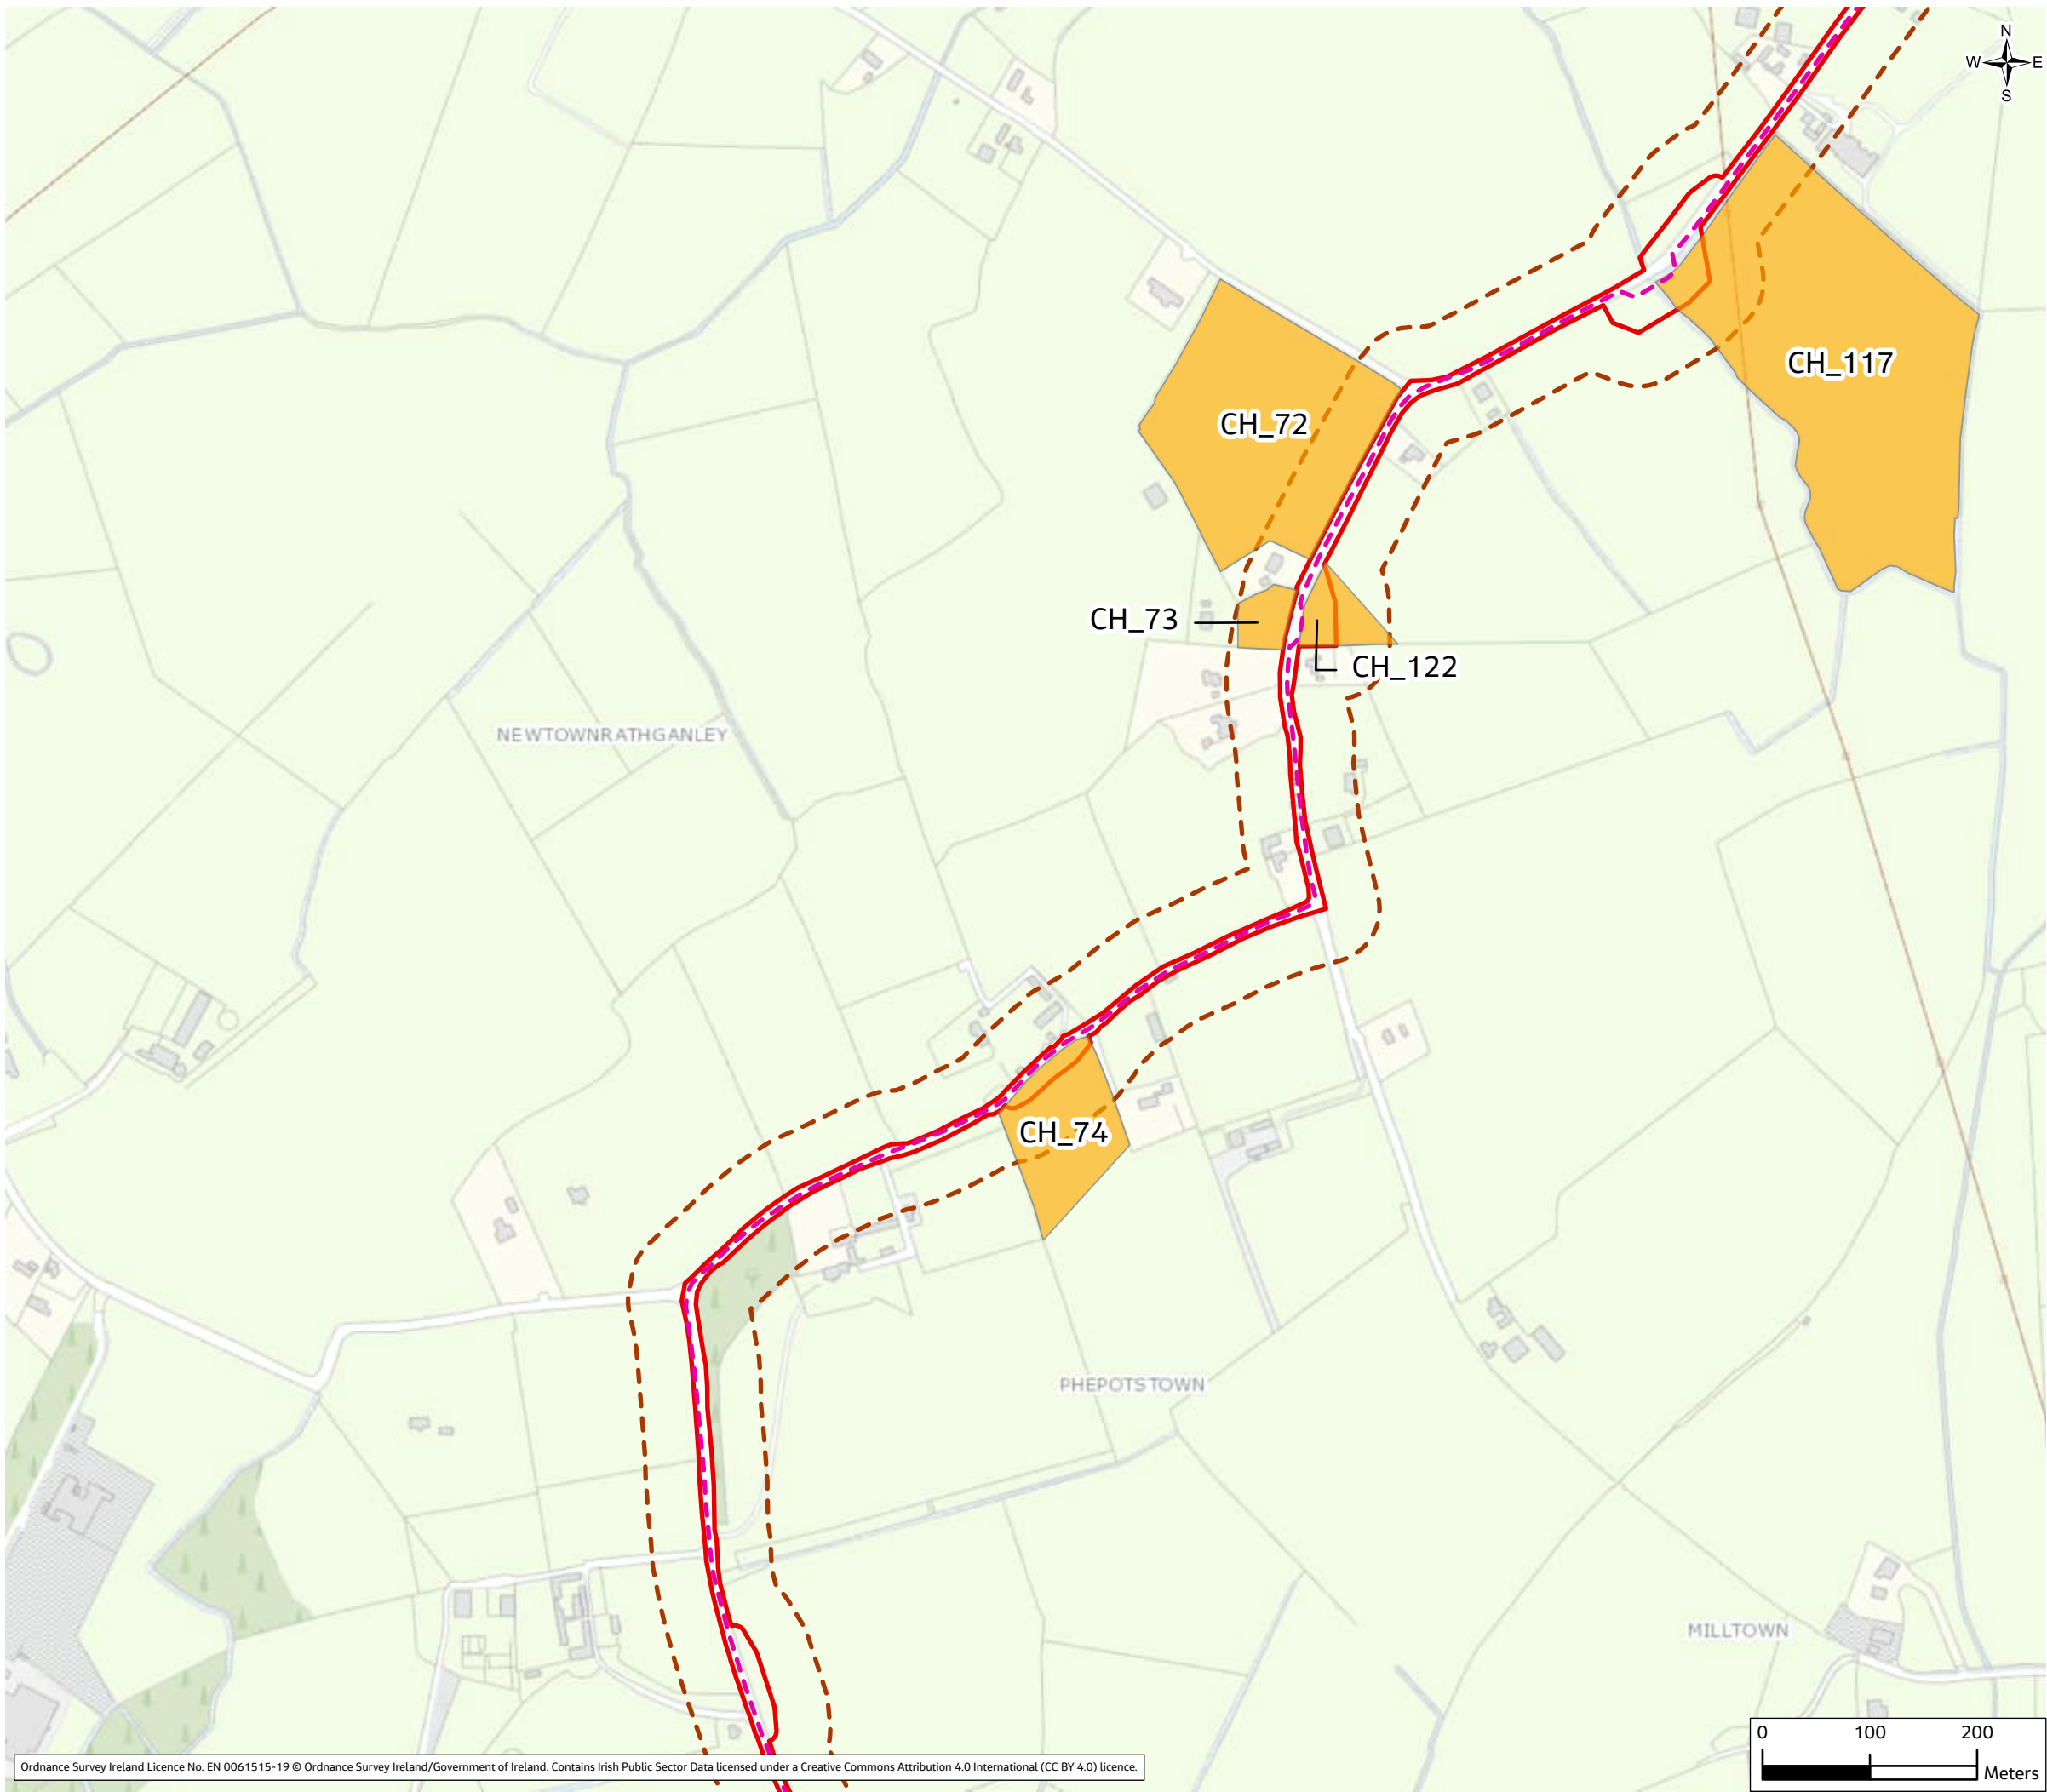 N
W E
S
CH_117
CH_72
CH_73
CH_122
NEWTOWNRATHGANLEY
CH_74
PHEPOTSTOWN
MILLTOWN
0 100 200
Meters
Ordnance Survey Ireland Licence No. EN 0061515-19 © Ordnance Survey Ireland/Government of Ireland. Contains Irish Public Sector Data licensed under a Creative Commons Attribution 4.0 International (CC BY 4.0) licence.